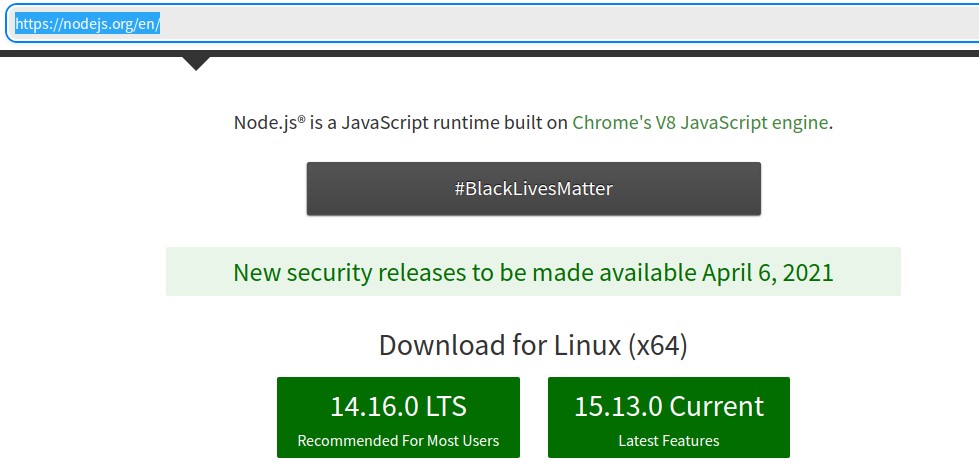 https://nodejs.org/en/
Node.js® is a JavaScript runtime built on Chrome's V8 JavaScript engine.
#BlackLivesMatter
New security releases to be made available April 6, 2021
Download for Linux (x64)
14.16.0 LTS
Recommended For Most Users
15.13.0 Current
Latest Features